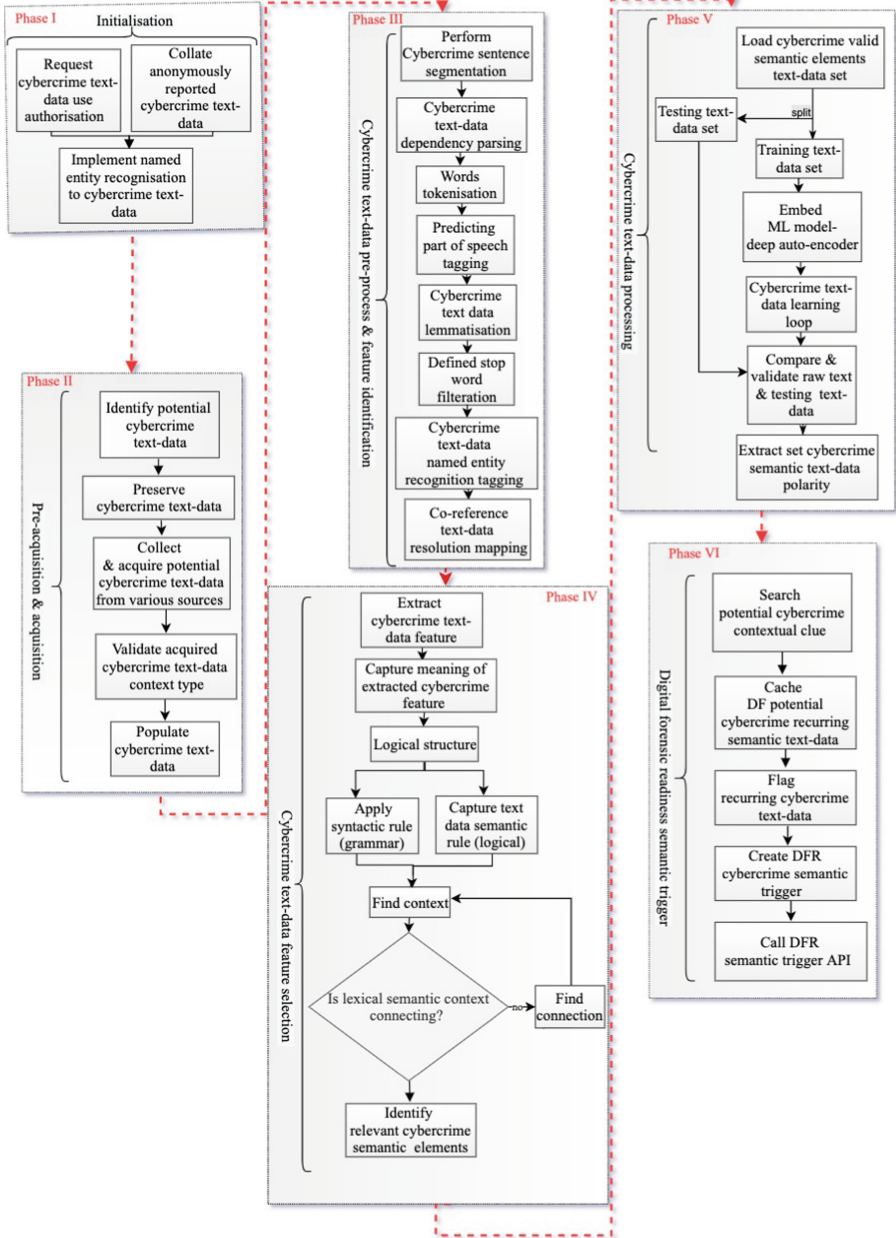 Phase I
Initialisation
Request
cybercrime text-
data use
authorisation
Collate
anonymously
reported
cybercrime text-
data
Implement named
entity recognisation
to cybercrime text-
data
Phase II
Pre-acquisition & acquisition
Identify potential
cybercrime
text-data
Preserve
cybercrime text-data
Collect
& acquire potential
cybercrime text-data
from various sources
Validate acquired
cybercrime text-data
context type
Populate
cybercrime text-
data
Phase III
Cybercrime text-data pre-process & feature identification
Perform
Cybercrime sentence
segmentation
Cybercrime
text-data
dependency parsing
Words
tokenisation
Predicting
part of speech
tagging
Cybercrime
text data
lemmatisation
Defined stop
word
filteration
Cybercrime
text-data
named entity
recognition tagging
Co-reference
text-data
resolution mapping
Phase IV
Cybercrime text-data feature selection
Extract
cybercrime text-
data feature
Capture meaning of
extracted cybercrime
feature
Logical structure
Apply
syntactic rule
(grammar)
Capture text
data semantic
rule (logical)
Find context
Is lexical semantic context
connecting?
no
Find
connection
Identify
relevant cybercrime
semantic elements
Phase V
Cybercrime text-data processing
Load cybercrime valid
semantic elements
text-data set
split
Testing text-
data set
Training text-
data set
Embed
ML model-
deep auto-encoder
Cybercrime text-
data learning
loop
Compare &
validate raw text
& testing text-
data
Extract set cybercrime
semantic text-data
polarity
Phase VI
Digital forensic readiness semantic trigger
Search
potential cybercrime
contextual clue
Cache
DF potential
cybercrime recurring
semantic text-data
Flag
recurring cybercrime
text-data
Create DFR
cybercrime semantic
trigger
Call DFR
semantic trigger API